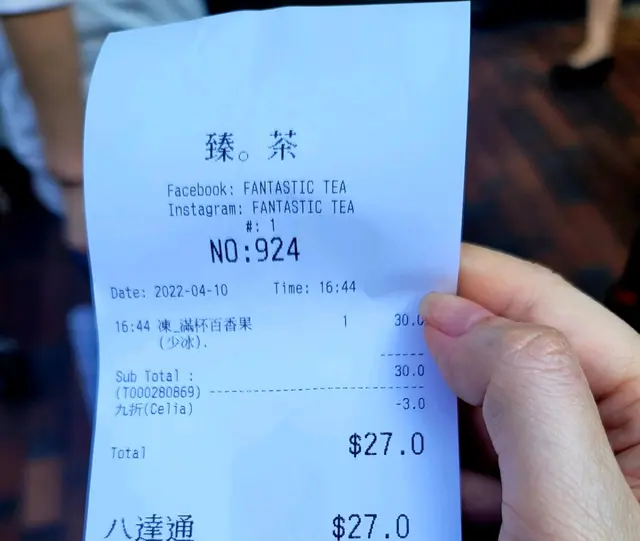 臻。茶
Facebook: FANTASTIC TEA
Instagram: FANTASTIC TEA
#: 1
NO:924
Date: 2022-04-10 Time: 16:44
16:44 凍_滿杯百香果 1 30.0
(少冰).
Sub Total : 30.0
(T000280869)
九折(Celia) -3.0
Total $27.0
八達通 $27.0